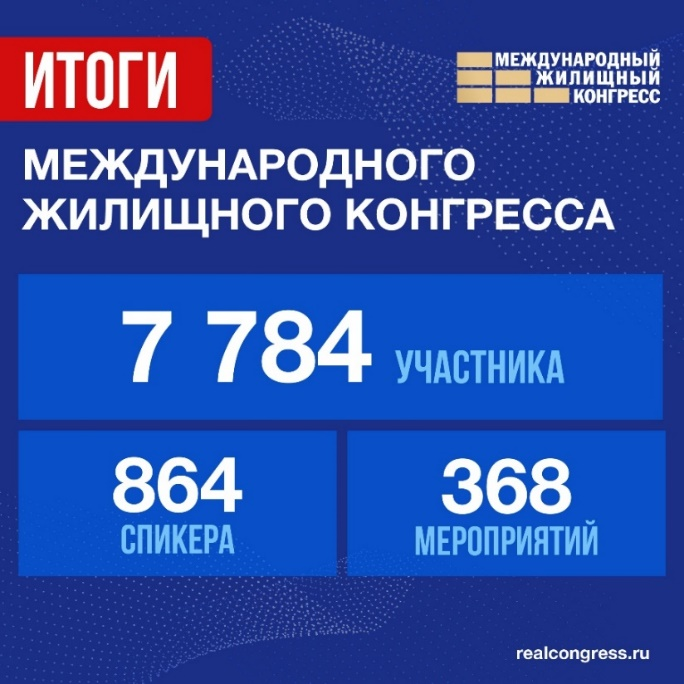 ИТОГИ
МЕЖДУНАРОДНЫЙ
ЖИЛИЩНЫЙ
КОНГРЕСС
МЕЖДУНАРОДНОГО
ЖИЛИЩНОГО КОНГРЕССА
7 784 УЧАСТНИКА
864
СПИКЕРА
368
МЕРОПРИЯТИЙ
realcongress.ru